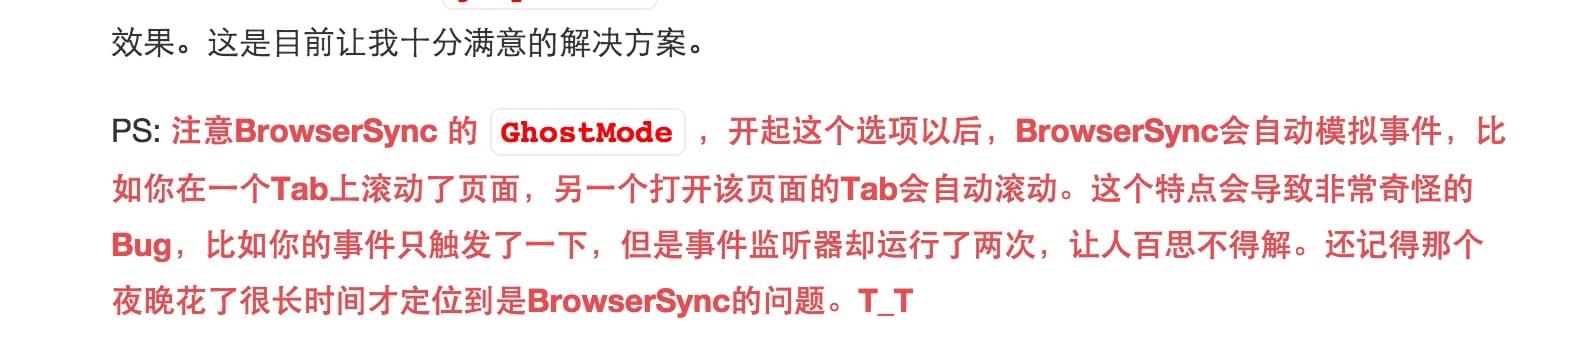 效果。这是目前让我十分满意的解决方案。
PS: 注意BrowserSync 的 GhostMode ，开起这个选项以后，BrowserSync会自动模拟事件，比
如你在一个Tab上滚动了页面，另一个打开该页面的Tab会自动滚动。这个特点会导致非常奇怪的
Bug，比如你的事件只触发了一下，但是事件监听器却运行了两次，让人百思不得解。还记得那个
夜晚花了很长时间才定位到是BrowserSync的问题。T_T